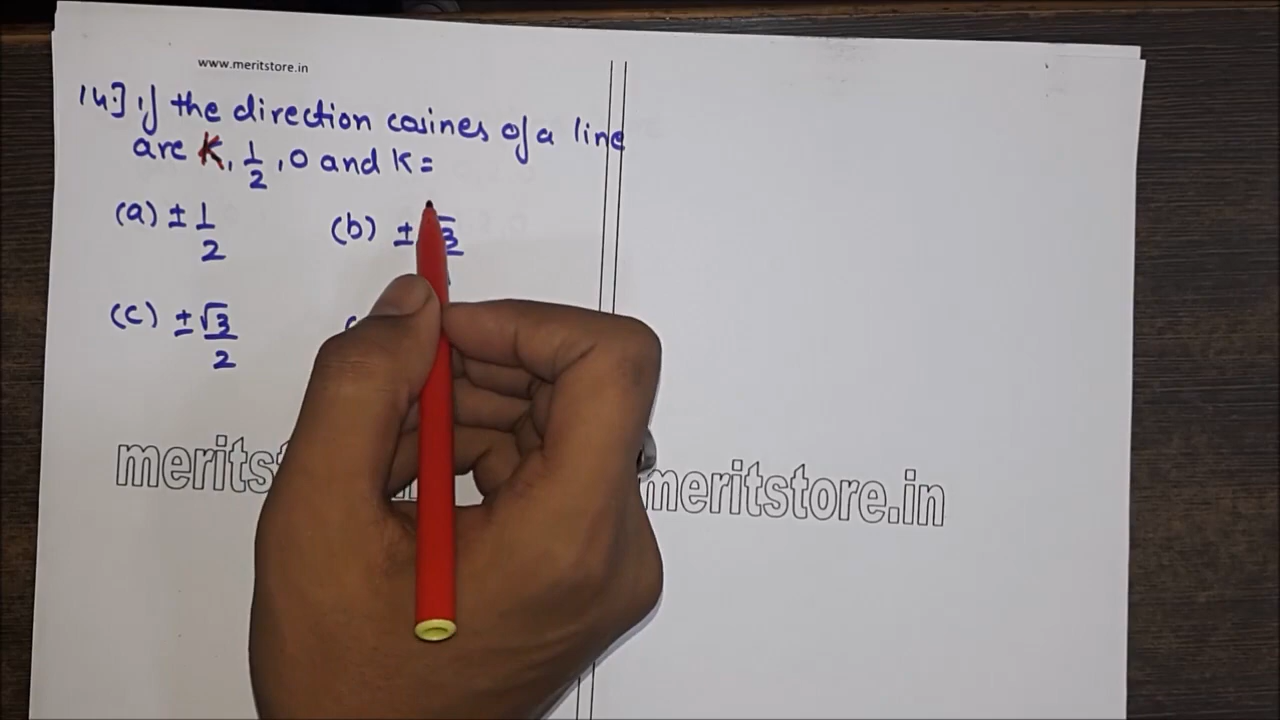 www.meritstore.in
14.] if the direction cosines of a line
are K, 1/2, 0 and K =
(a) ± 1/2
(b) ±
(c) ± √3/2
merits
meritstore.in